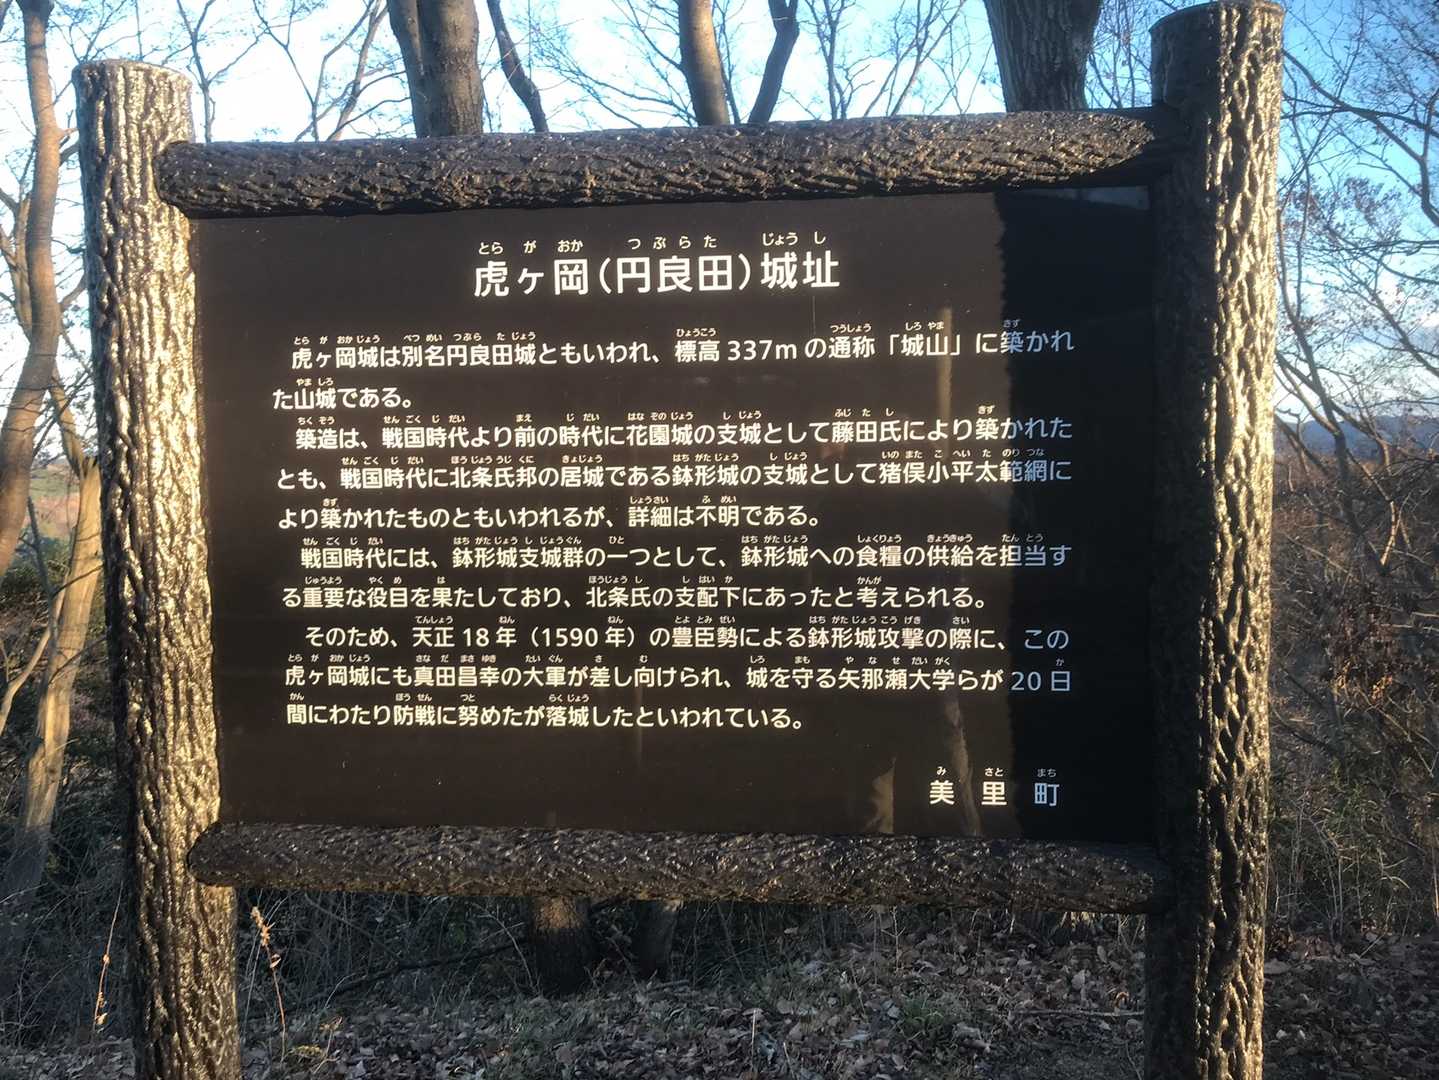 虎ヶ岡（円良田）城址
虎ヶ岡城は別名円良田城ともいわれ、標高337mの通称「城山」に築かれ
た山城である。
築造は、戦国時代より前の時代に花園城の支城として藤田氏により築かれた
とも、戦国時代に北条氏邦の居城である鉢形城の支城として猪俣小平太範網に
より築かれたものともいわれるが、詳細は不明である。
戦国時代には、鉢形城支城群の一つとして、鉢形城への食糧の供給を担当す
る重要な役目を果たしており、北条氏の支配下にあったと考えられる。
そのため、天正18年（1590年）の豊臣勢による鉢形城攻撃の際に、この
虎ヶ岡城にも真田昌幸の大軍が差し向けられ、城を守る矢那瀬大学らが20日
間にわたり防戦に努めたが落城したといわれている。
美里町